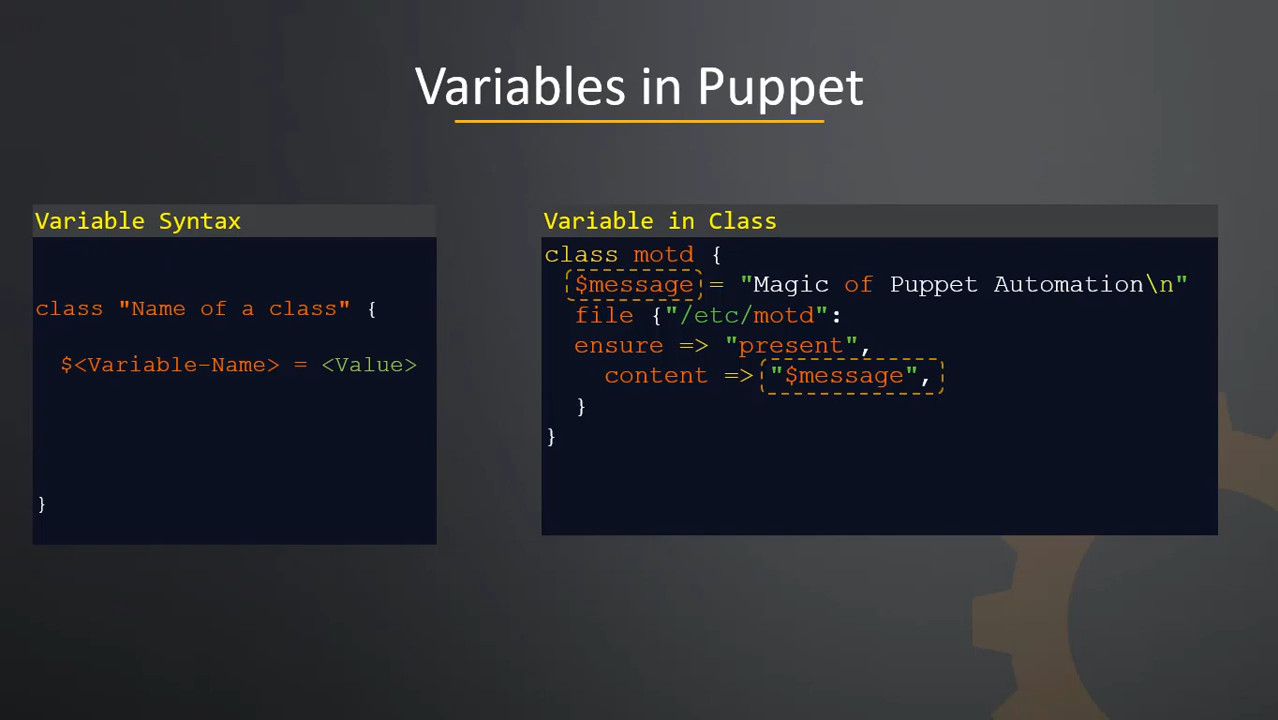 Variables in Puppet
Variable Syntax
class "Name of a class" {
$<Variable-Name> = <Value>
}
Variable in Class
class motd {
$message = "Magic of Puppet Automation\n"
file {"/etc/motd":
ensure => "present",
content => "$message",
}
}